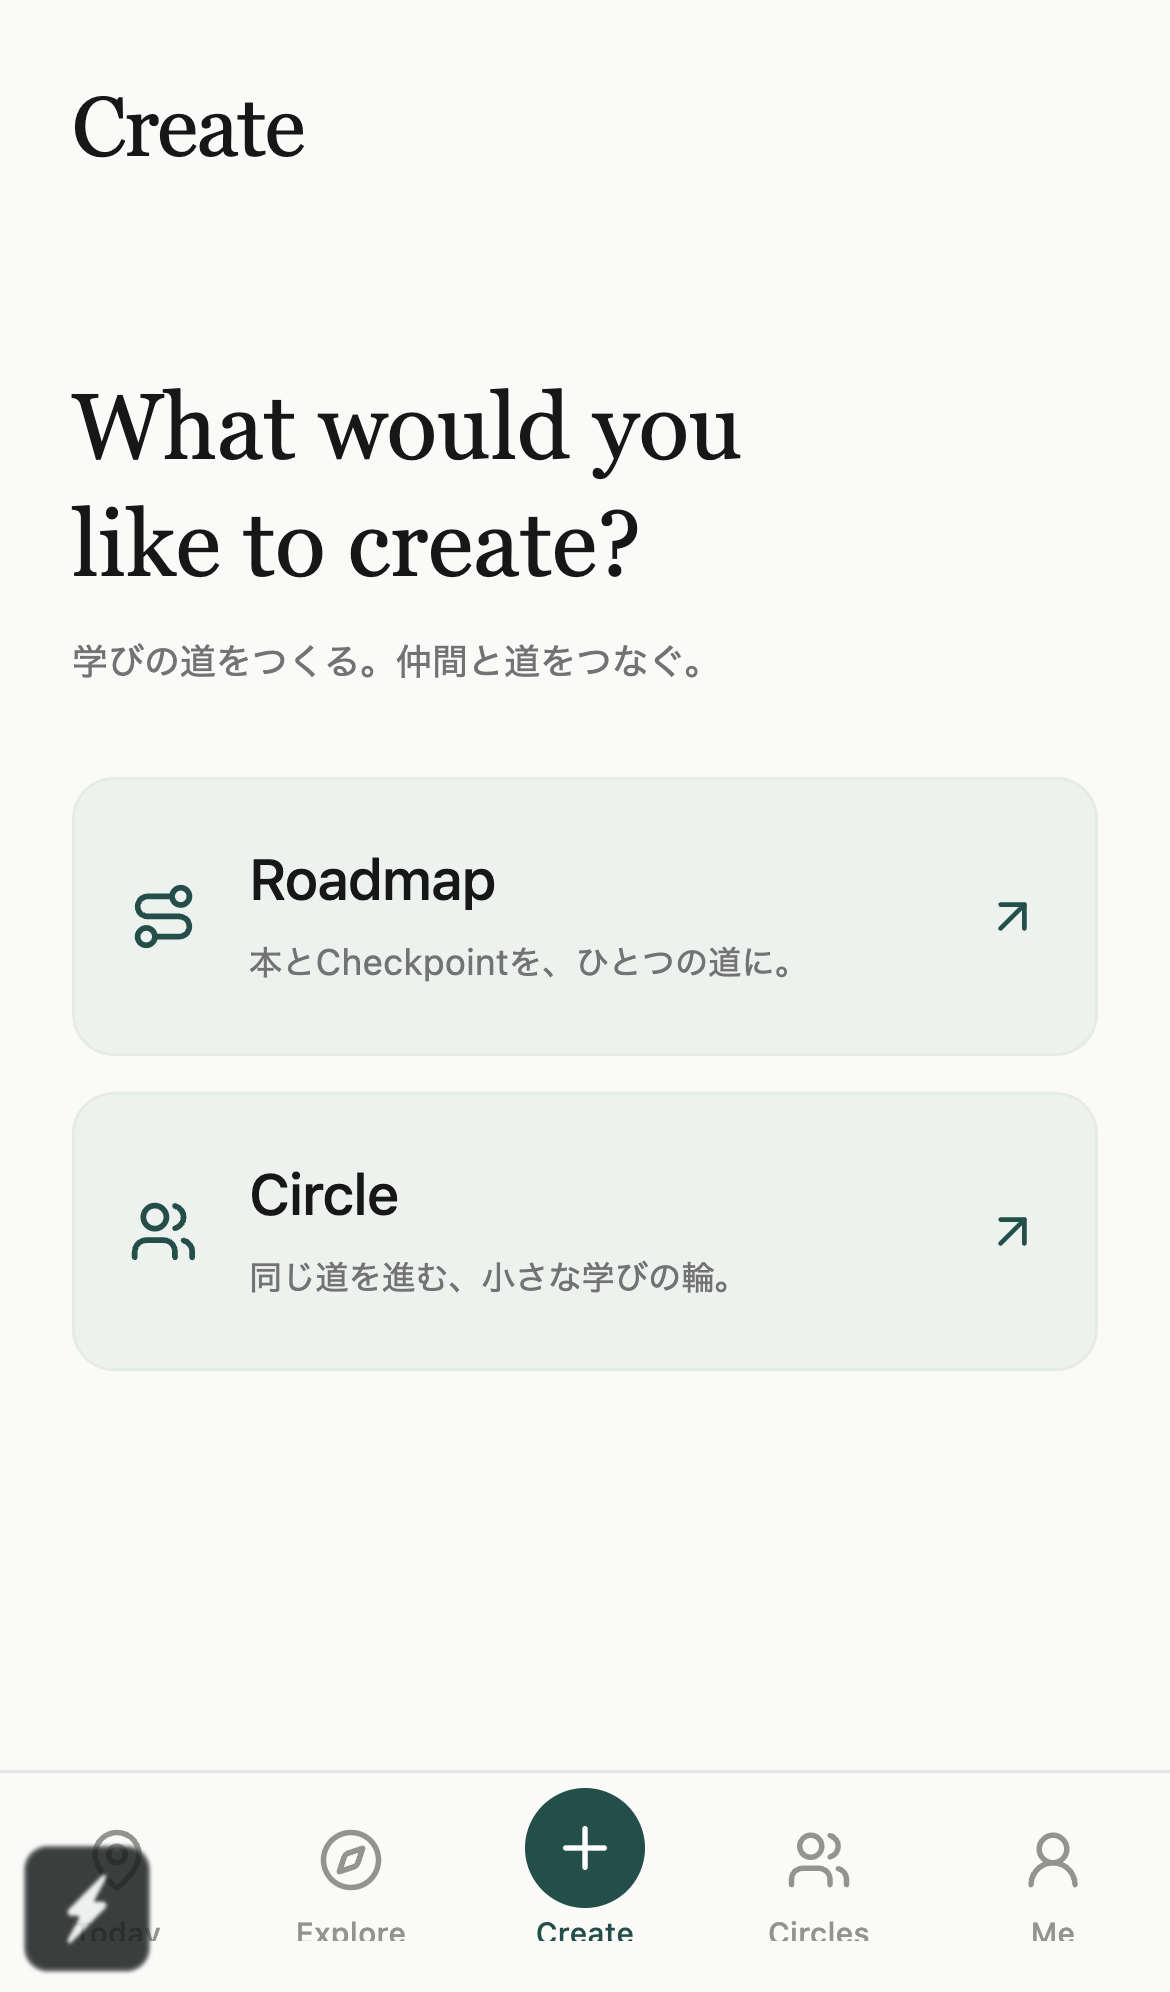 Create
What would you
like to create?
学びの道をつくる。仲間と道をつなぐ。
Roadmap
本とCheckpointを、ひとつの道に。
Circle
同じ道を進む、小さな学びの輪。
Today
Explore
Create
Circles
Me